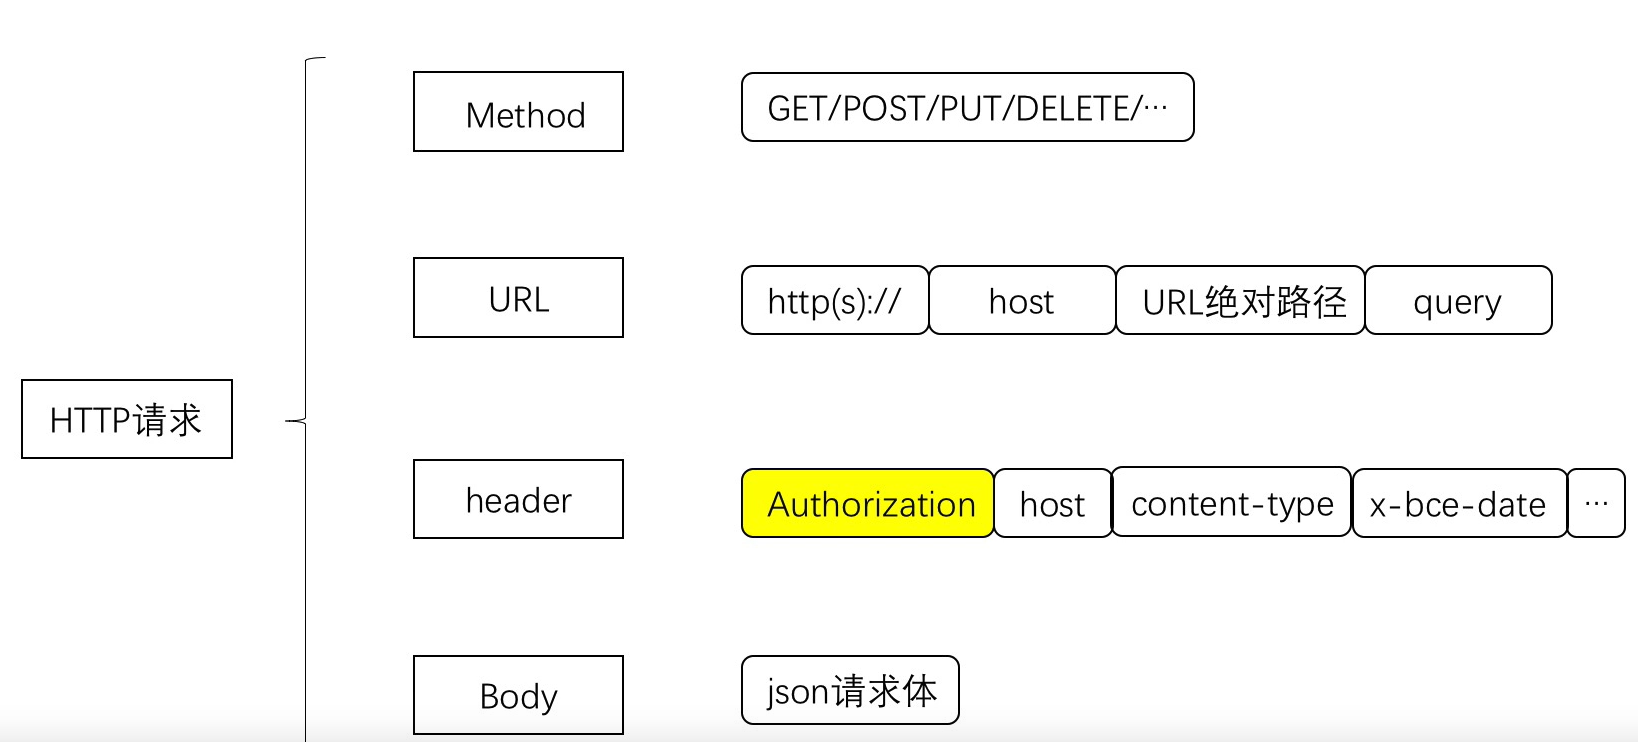 Method
GET/POST/PUT/DELETE/…
URL
http(s)://
host
URL绝对路径
query
HTTP请求
header
Authorization
host
content-type
x-bce-date
…
Body
json请求体